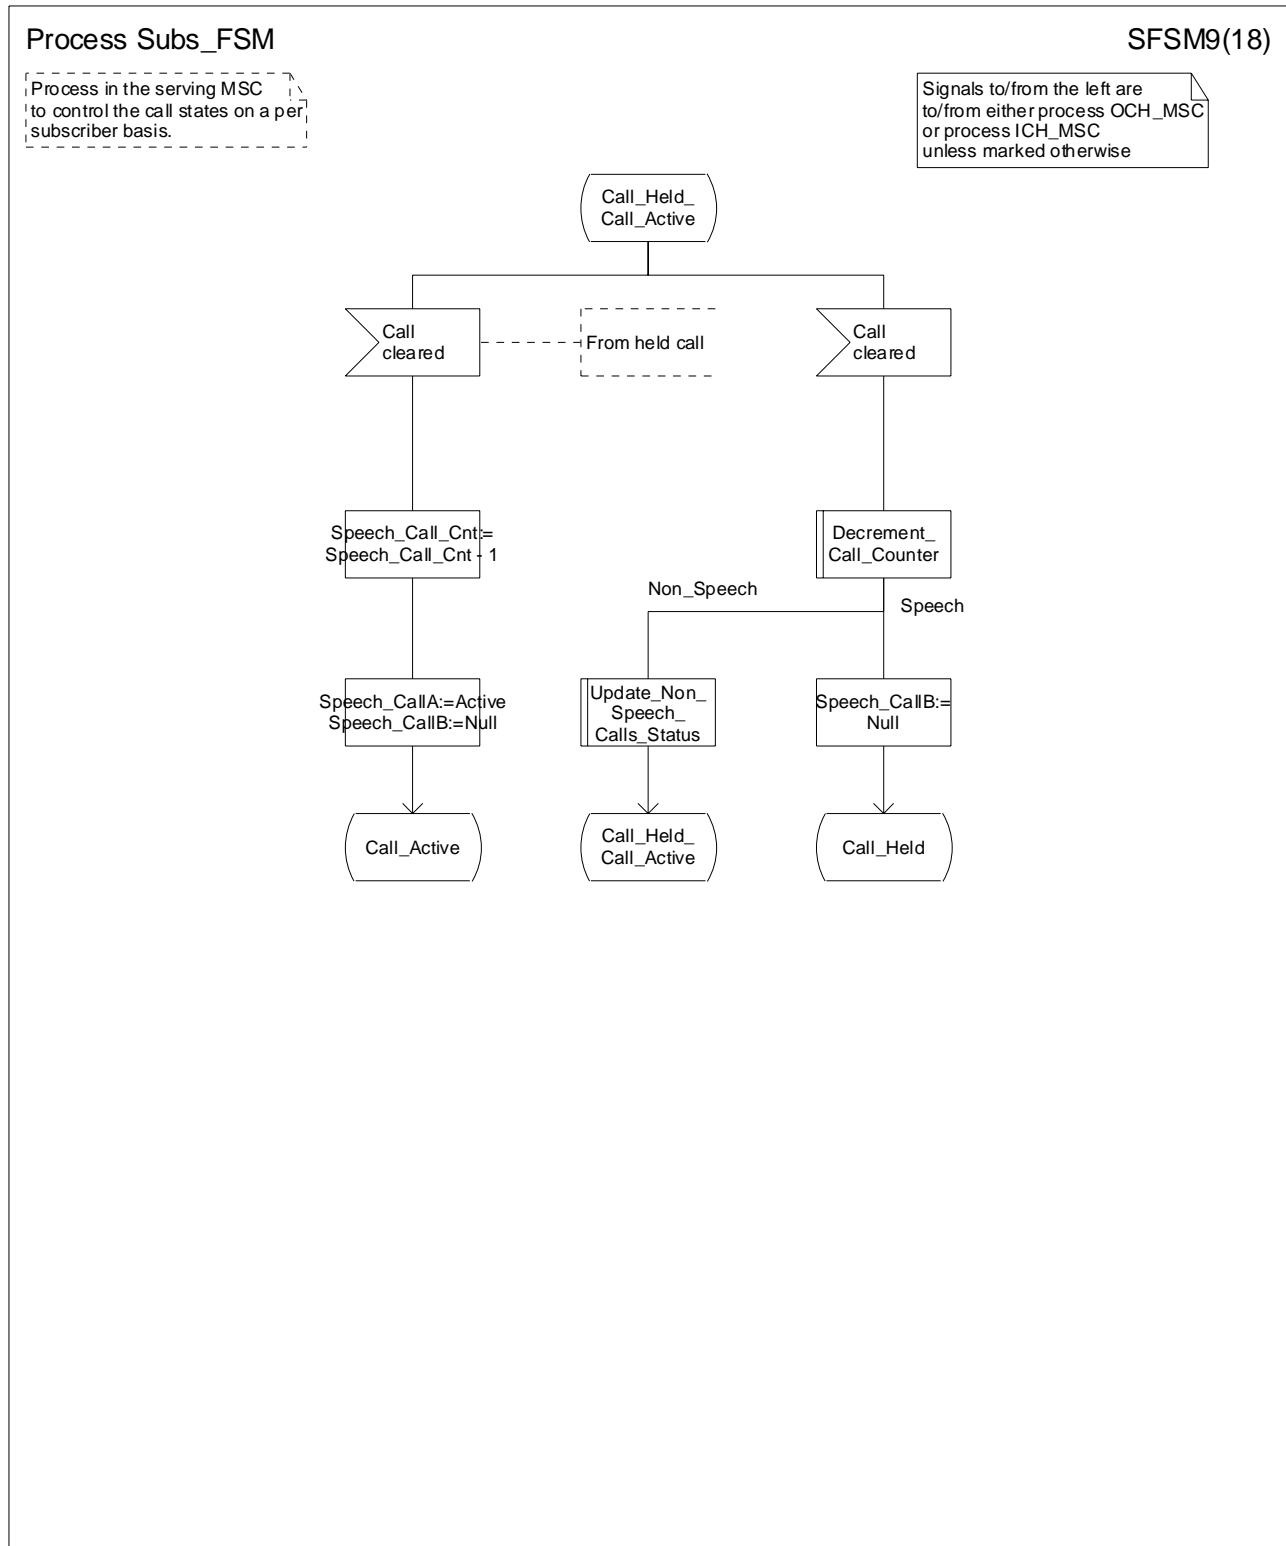 Process Subs_FSM
SFSM9(18)
Process in the serving MSC
to control the call states on a per
subscriber basis.
Signals to/from the left are
to/from either process OCH_MSC
or process ICH_MSC
unless marked otherwise
Call_Held_
Call_Active
Call
cleared
From held call
Call
cleared
Speech_Call_Cnt:=
Speech_Call_Cnt - 1
Decrement_
Call_Counter
Non_Speech
Speech
Speech_CallA:=Active
Speech_CallB:=Null
Update_Non_
Speech_
Calls_Status
Speech_CallB:=
Null
Call_Active
Call_Held_
Call_Active
Call_Held